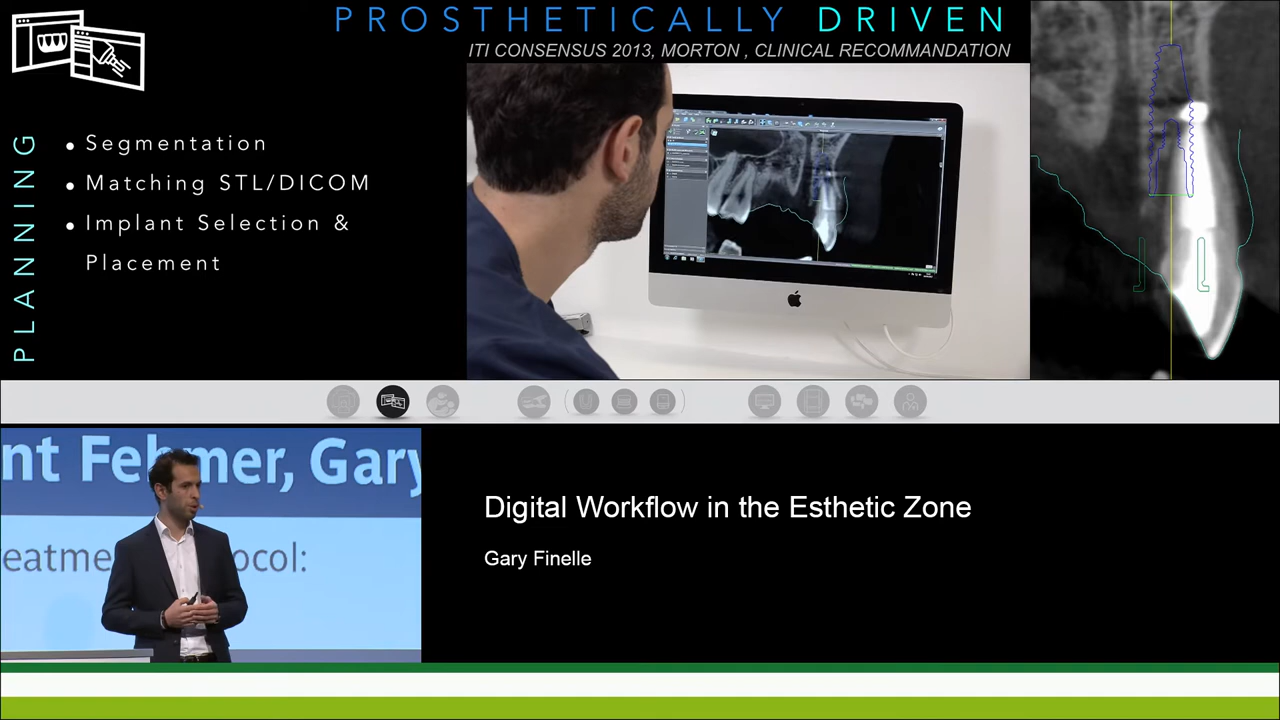 PROSTHETICALLY DRIVEN
ITI CONSENSUS 2013, MORTON , CLINICAL RECOMMANDATION
PLANNING
Segmentation
Matching STL/DICOM
Implant Selection &
Placement
nt Fehmer, Gary
eatme ocol:
Digital Workflow in the Esthetic Zone
Gary Finelle